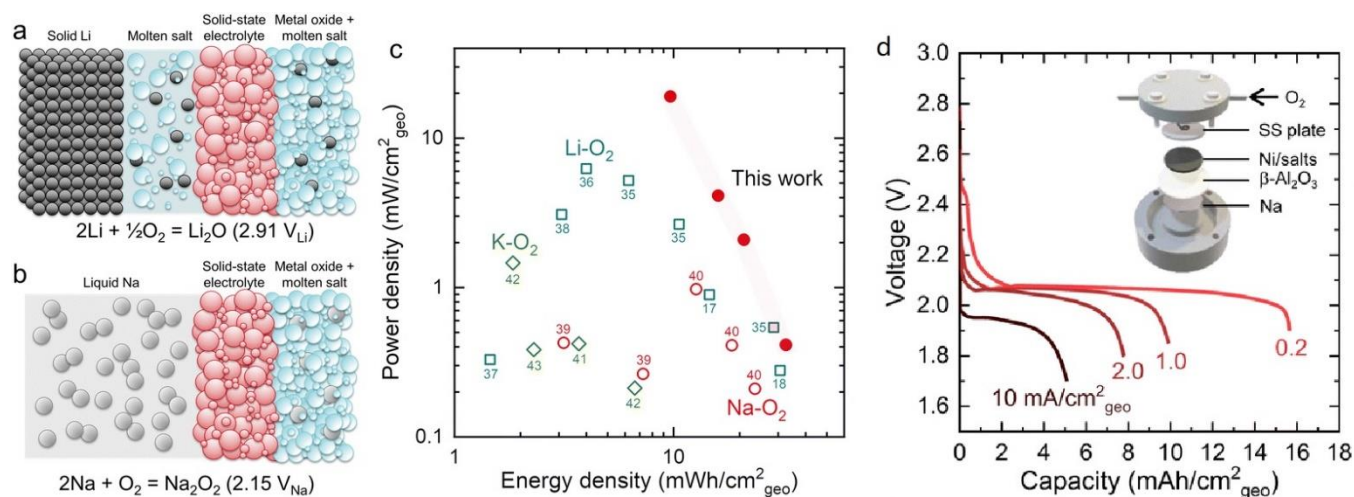 a
Solid Li
Molten salt
Solid-state
electrolyte
Metal oxide +
molten salt
2Li + ½O₂ = Li₂O (2.91 V_Li)
b
Liquid Na
Solid-state
electrolyte
Metal oxide +
molten salt
2Na + O₂ = Na₂O₂ (2.15 V_Na)
c
Power density (mW/cm²geo)
10
1
0.1
Li-O₂
36
35
This work
38
35
K-O₂
42
40
17
39
40
35
37
43
41
39
42
40
18
Na-O₂
1
10
Energy density (mWh/cm²geo)
d
Voltage (V)
3.0
2.8
2.6
2.4
2.2
2.0
1.8
1.6
O₂
SS plate
Ni/salts
β-Al₂O₃
Na
10 mA/cm²geo
2.0
1.0
0.2
0 2 4 6 8 10 12 14 16 18
Capacity (mAh/cm²geo)